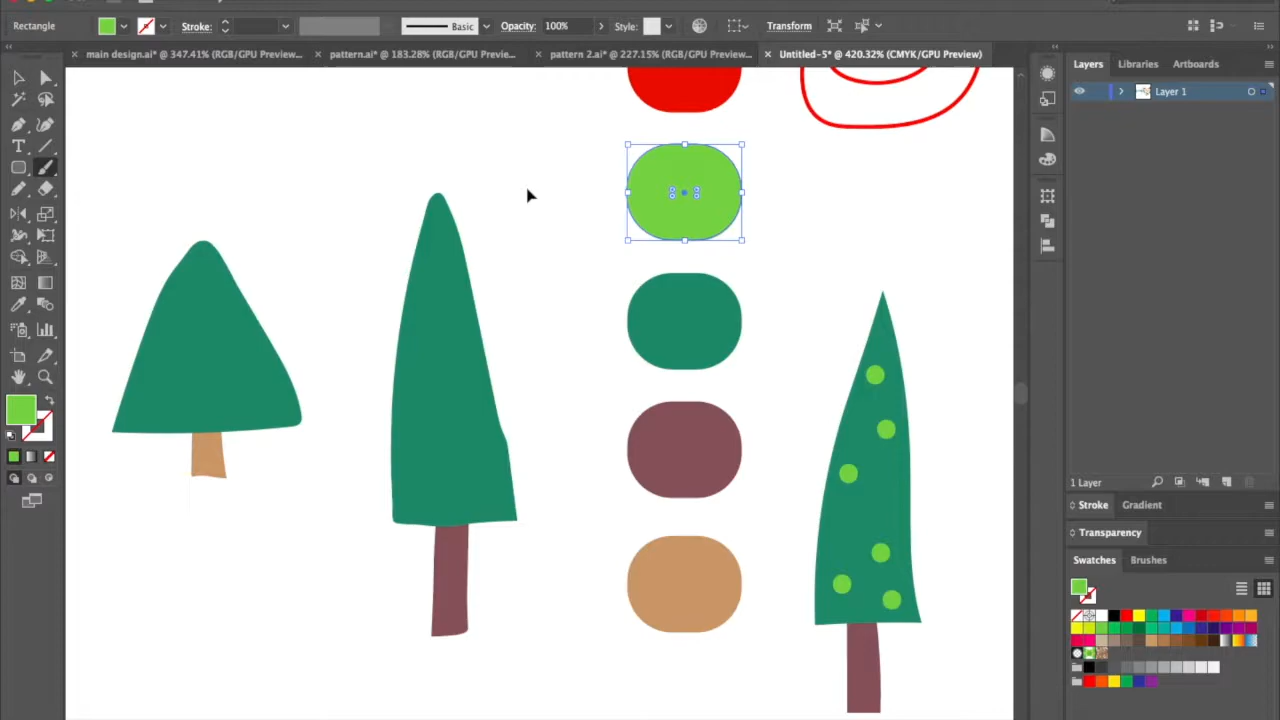 Rectangle
Stroke:
Basic
Opacity: 100%
Style:
Transform
main design.ai* @ 347.41% (RGB/GPU Preview...
pattern.ai* @ 183.28% (RGB/GPU Previe...
pattern 2.ai* @ 227.15% (RGB/GPU Preview...
Untitled-5* @ 420.32% (CMYK/GPU Preview)
Layers
Libraries
Artboards
Layer 1
1 Layer
Stroke
Gradient
Transparency
Swatches
Brushes